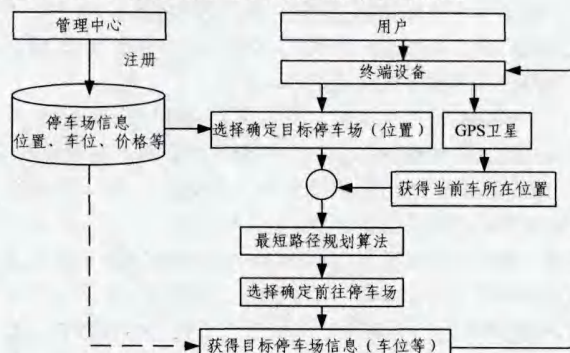 管理中心
用户
注册
终端设备
停车场信息
位置、车位、价格等
选择确定目标停车场（位置）
GPS卫星
获得当前车所在位置
最短路径规划算法
选择确定前往停车场
获得目标停车场信息（车位等）